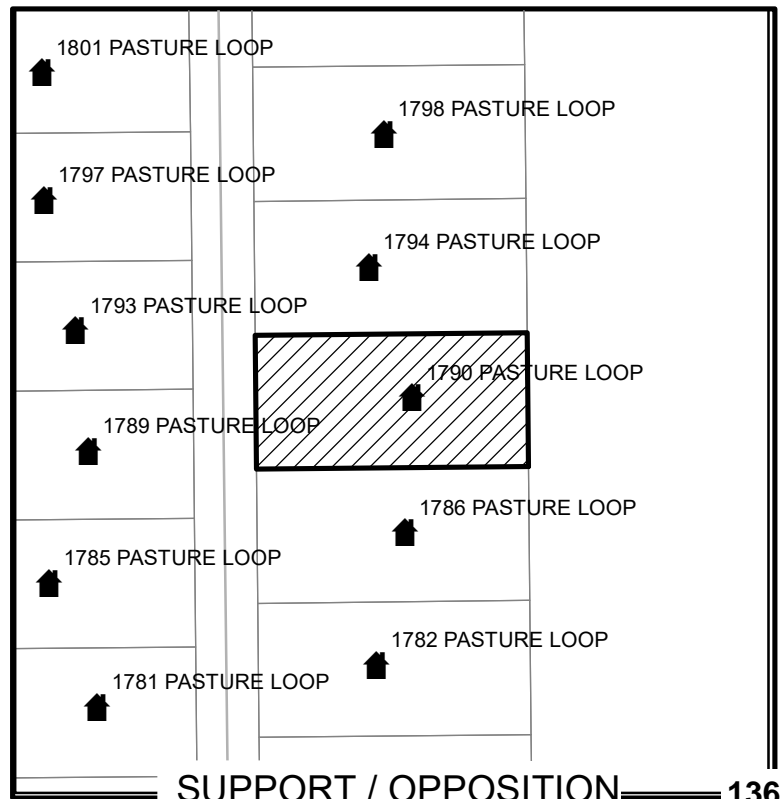 1801 PASTURE LOOP
1798 PASTURE LOOP
1797 PASTURE LOOP
1794 PASTURE LOOP
1793 PASTURE LOOP
1790 PASTURE LOOP
1789 PASTURE LOOP
1786 PASTURE LOOP
1785 PASTURE LOOP
1782 PASTURE LOOP
1781 PASTURE LOOP
SUPPORT / OPPOSITION
136